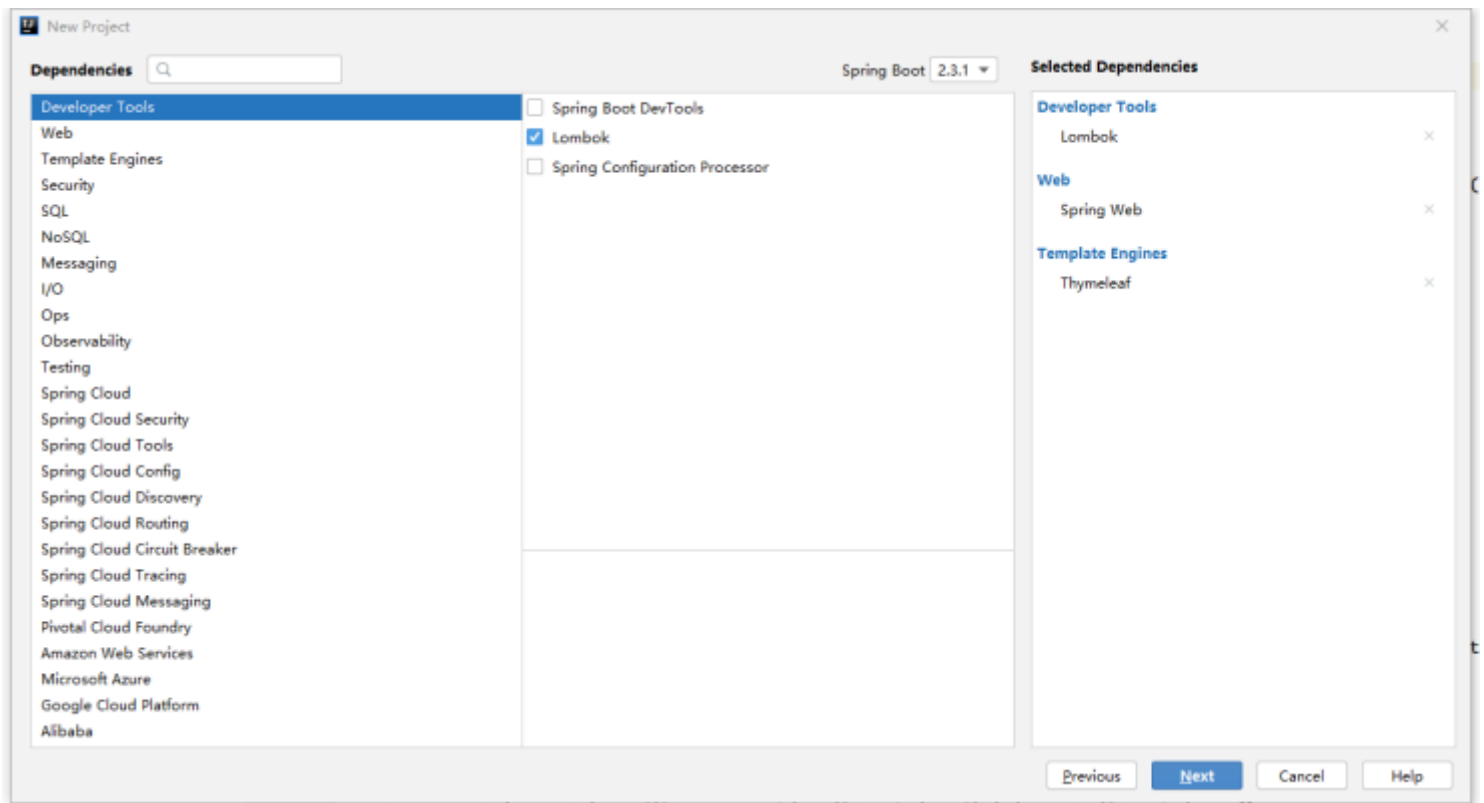 New Project
Dependencies
Spring Boot 2.3.1
Selected Dependencies
Developer Tools
Web
Template Engines
Security
SQL
NoSQL
Messaging
I/O
Ops
Observability
Testing
Spring Cloud
Spring Cloud Security
Spring Cloud Tools
Spring Cloud Config
Spring Cloud Discovery
Spring Cloud Routing
Spring Cloud Circuit Breaker
Spring Cloud Tracing
Spring Cloud Messaging
Pivotal Cloud Foundry
Amazon Web Services
Microsoft Azure
Google Cloud Platform
Alibaba
Spring Boot DevTools
Lombok
Spring Configuration Processor
Developer Tools
Lombok
Web
Spring Web
Template Engines
Thymeleaf
Previous
Next
Cancel
Help